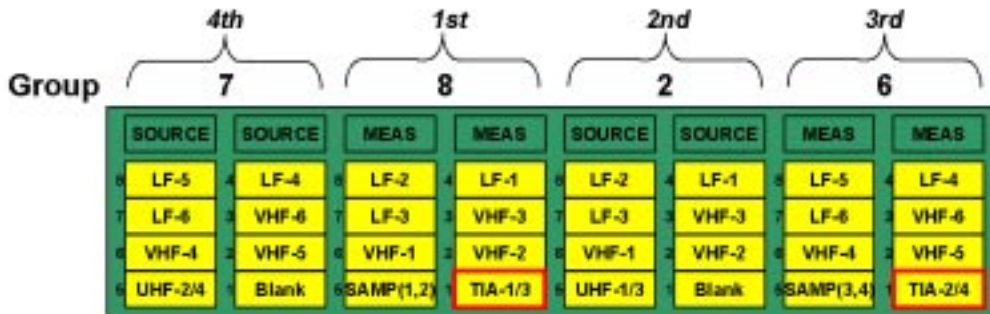 4th 1st 2nd 3rd
Group 7 8 2 6
SOURCE SOURCE MEAS MEAS SOURCE SOURCE MEAS MEAS
8 LF-5 4 LF-4 8 LF-2 4 LF-1 8 LF-2 4 LF-1 8 LF-5 4 LF-4
7 LF-6 3 VHF-6 7 LF-3 3 VHF-3 7 LF-3 3 VHF-3 7 LF-6 3 VHF-6
6 VHF-4 2 VHF-5 6 VHF-1 2 VHF-2 6 VHF-1 2 VHF-2 6 VHF-4 2 VHF-5
5 UHF-2/4 1 Blank 5 SAMP(1,2) 1 TIA-1/3 5 UHF-1/3 1 Blank 5 SAMP(3,4) 1 TIA-2/4